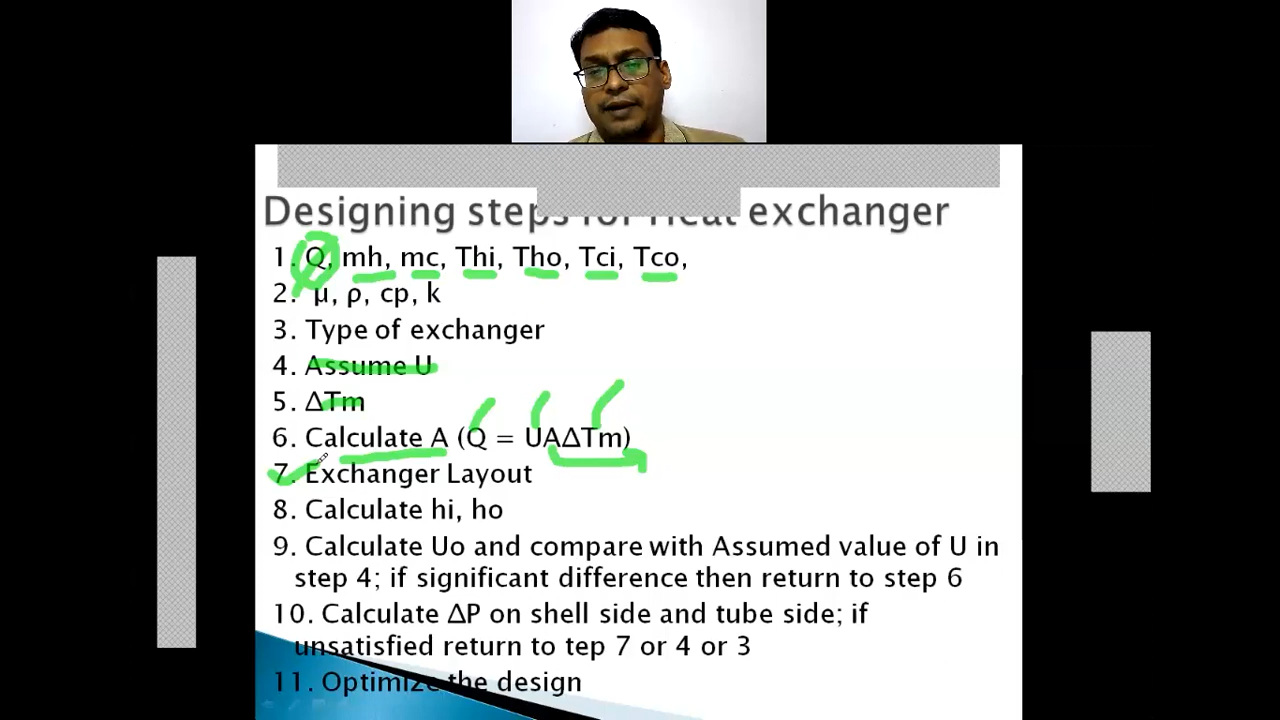 Designing steps for Heat exchanger
1. Q, mh, mc, Thi, Tho, Tci, Tco,
2. μ, ρ, cp, k
3. Type of exchanger
4. Assume U
5. ΔTm
6. Calculate A (Q = UAΔTm)
7. Exchanger Layout
8. Calculate hi, ho
9. Calculate Uo and compare with Assumed value of U in
step 4; if significant difference then return to step 6
10. Calculate ΔP on shell side and tube side; if
unsatisfied return to tep 7 or 4 or 3
11. Optimize the design